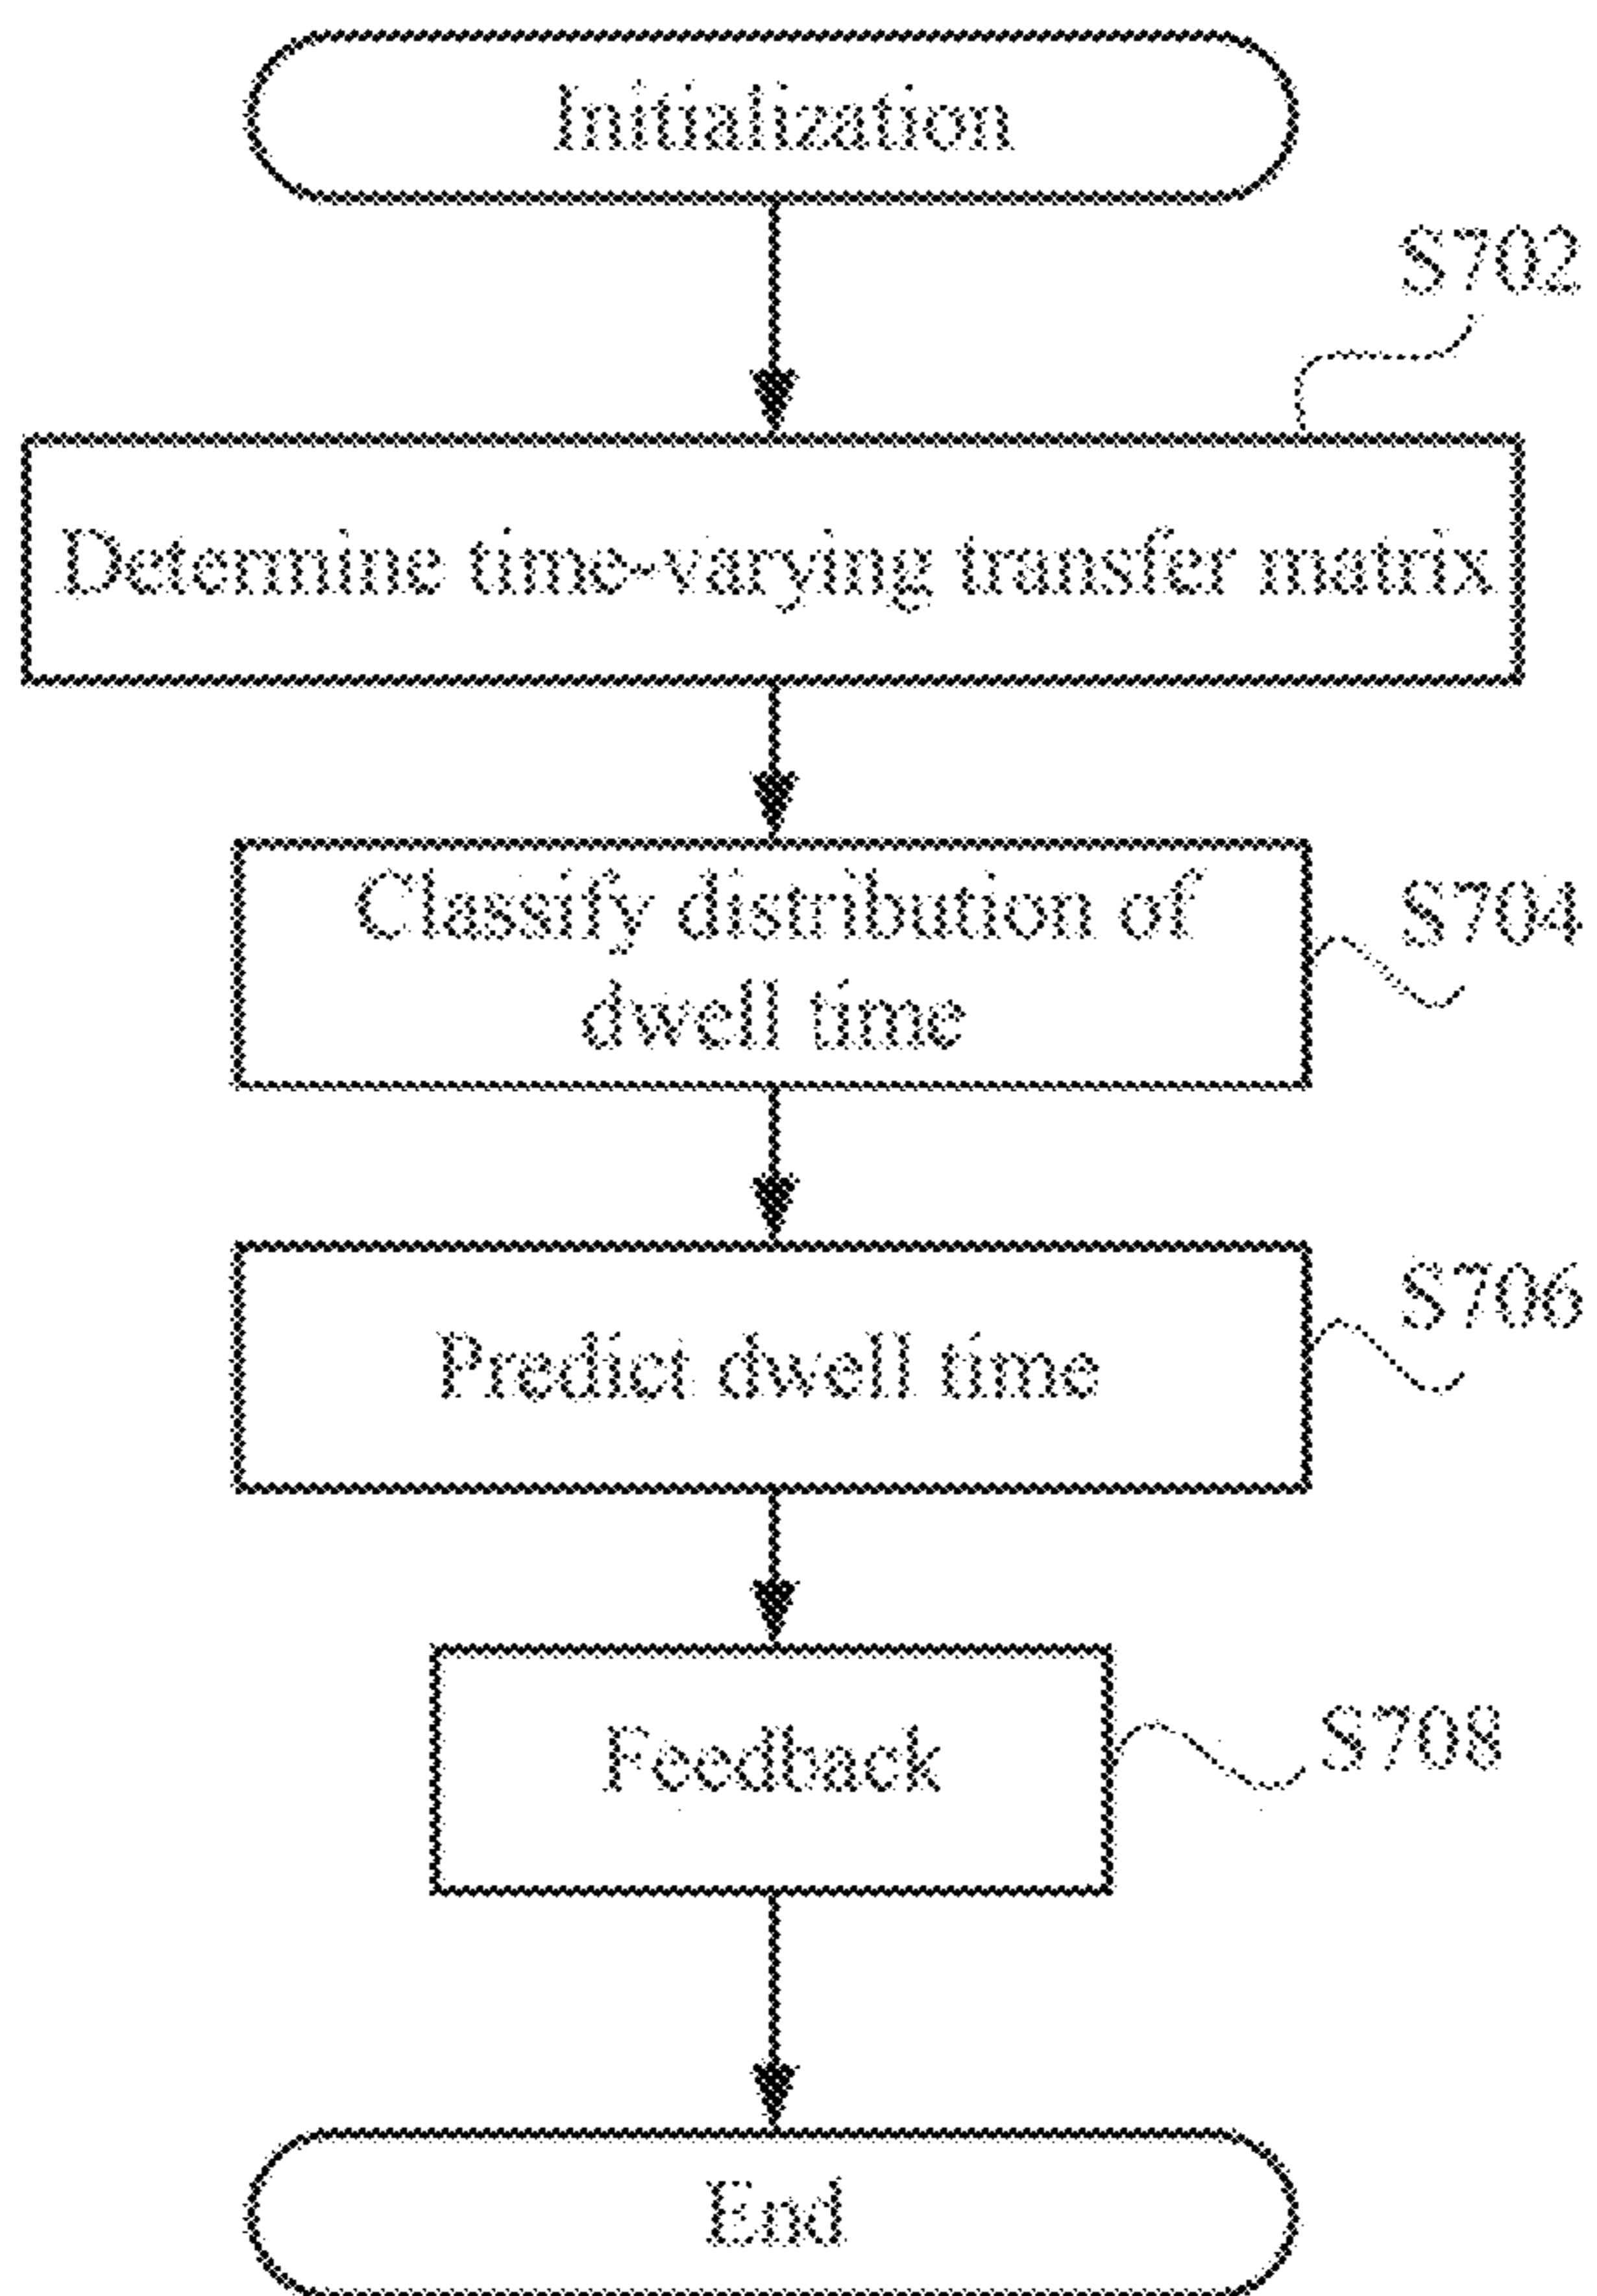 Initialization
S702
Determine time-varying transfer matrix
Classify distribution of
dwell time
S704
Predict dwell time
S706
Feedback
S708
End